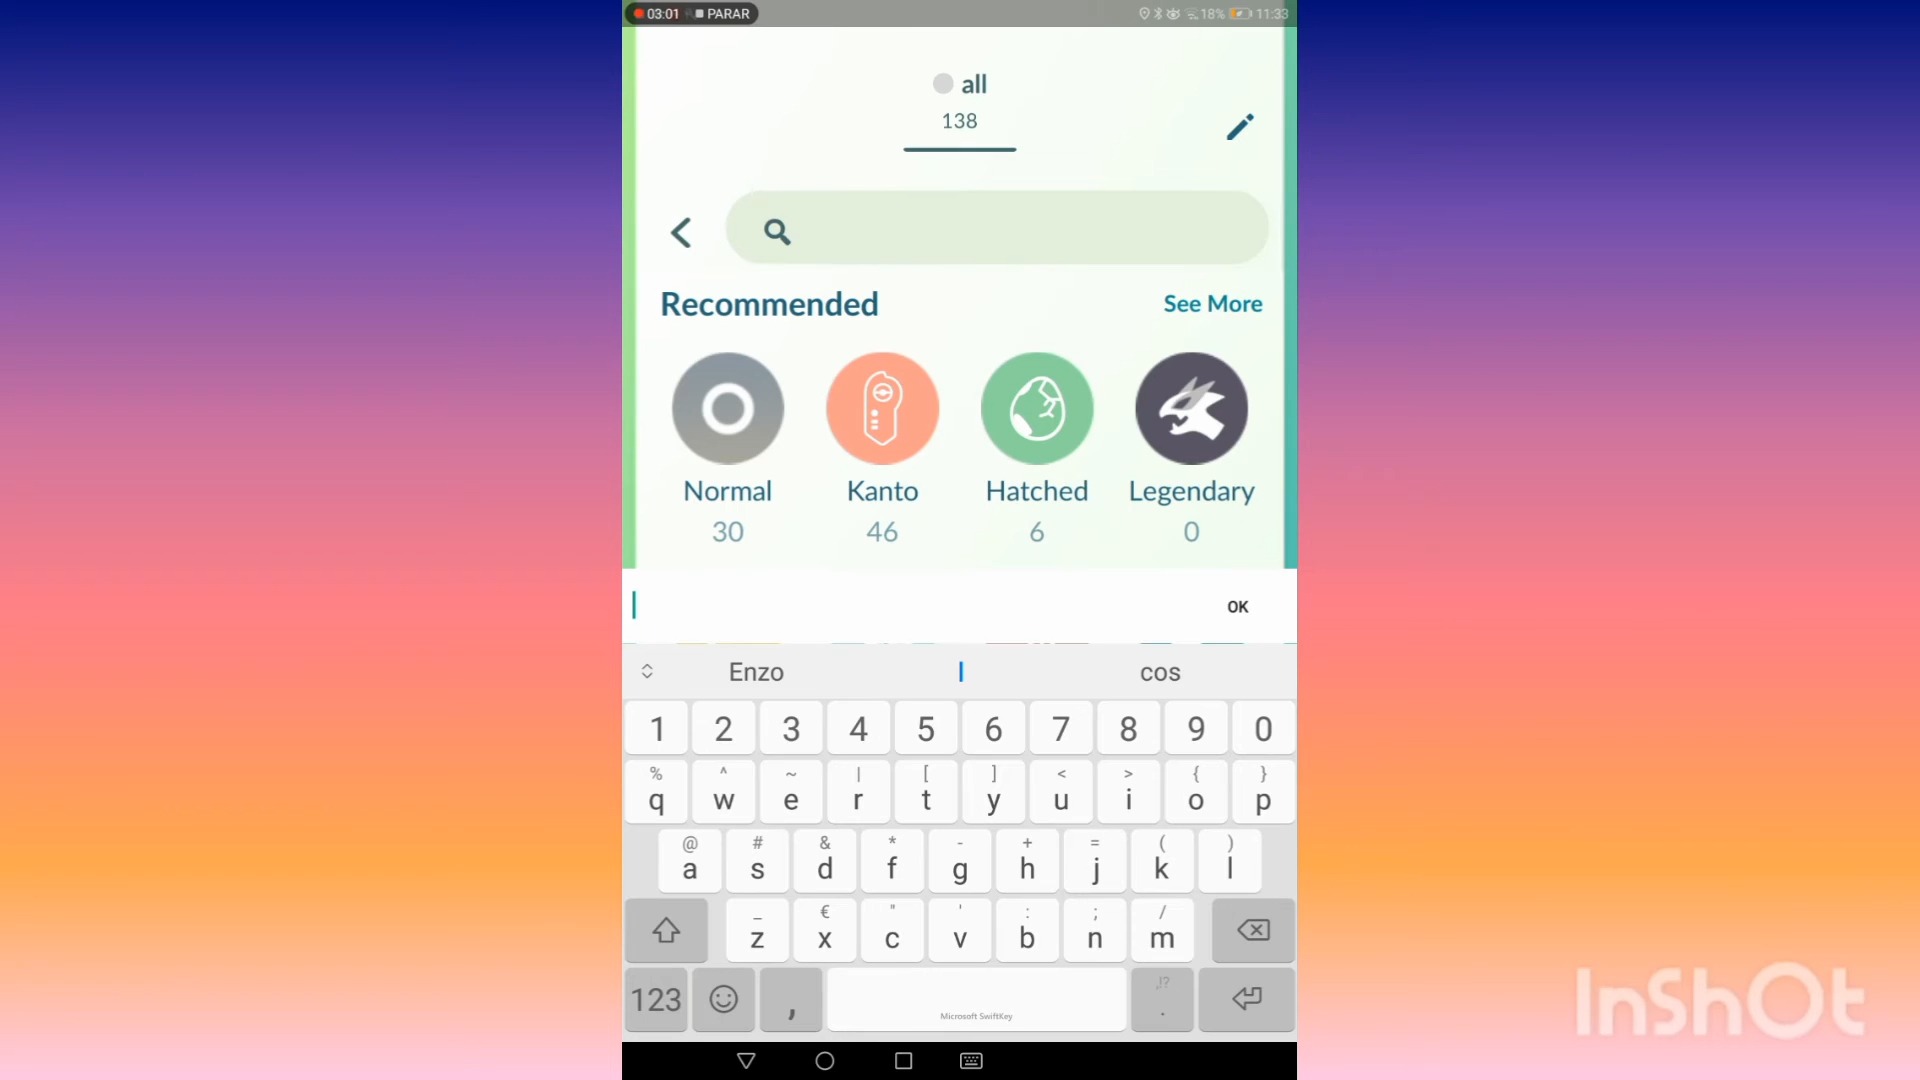 03:01 PARAR 18% 11:33
all
138
Recommended See More
Normal Kanto Hatched Legendary
30 46 6 0
OK
Enzo cos
1 2 3 4 5 6 7 8 9 0
% ^ ~ | [ ] < > { }
q w e r t y u i o p
@ # & * - + = ( )
a s d f g h j k l
_ € " ' : ; /
z x c v b n m
123 , ,!? .
Microsoft SwiftKey
InShOt